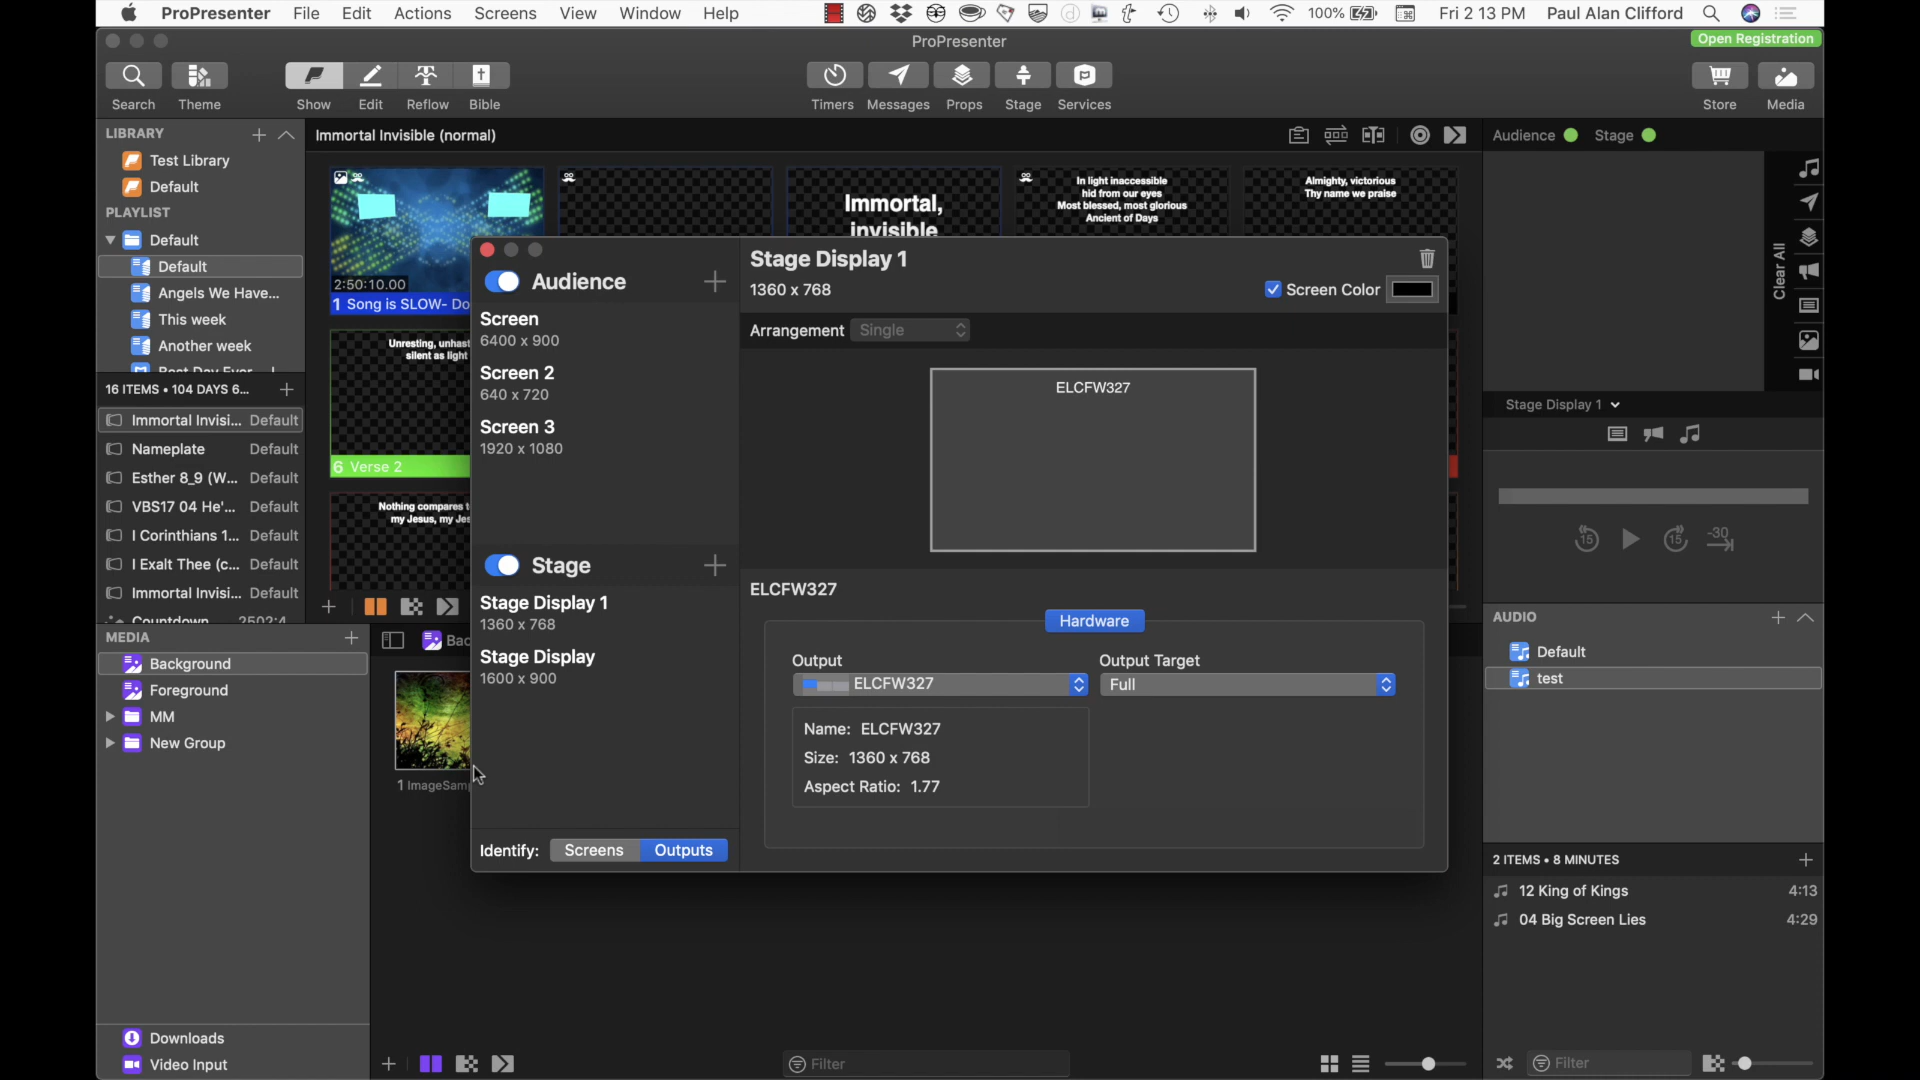 ProPresenter File Edit Actions Screens View Window Help 100% Fri 2 13 PM Paul Alan Clifford
ProPresenter
Open Registration
Search Theme Show Edit Reflow Bible Timers Messages Props Stage Services Store Media
LIBRARY
Test Library
Default
PLAYLIST
Default
Default
Angels We Have...
This week
Another week
16 ITEMS • 104 DAYS 6...
Immortal Invisi... Default
Nameplate Default
Esther 8_9 (W... Default
VBS17 04 He'... Default
I Corinthians 1... Default
I Exalt Thee (c... Default
Immortal Invisi... Default
MEDIA
Background
Foreground
MM
New Group
Downloads
Video Input
Immortal Invisible (normal)
2:50:10.00
1 Song is SLOW- Do
Immortal,
invisible
In light inaccessible
hid from our eyes
Most blessed, most glorious
Ancient of Days
Almighty, victorious
Thy name we praise
Unresting, unhast
silent as light
6 Verse 2
Nothing compares t
my Jesus, my Jes
Bac
1 ImageSam
Audience
Screen
6400 x 900
Screen 2
640 x 720
Screen 3
1920 x 1080
Stage
Stage Display 1
1360 x 768
Stage Display
1600 x 900
Identify: Screens Outputs
Stage Display 1
1360 x 768
Screen Color
Arrangement Single
ELCFW327
ELCFW327
Hardware
Output
ELCFW327
Output Target
Full
Name: ELCFW327
Size: 1360 x 768
Aspect Ratio: 1.77
Filter
Audience Stage
Clear All
Stage Display 1
15 15 -30
AUDIO
Default
test
2 ITEMS • 8 MINUTES
12 King of Kings 4:13
04 Big Screen Lies 4:29
Filter